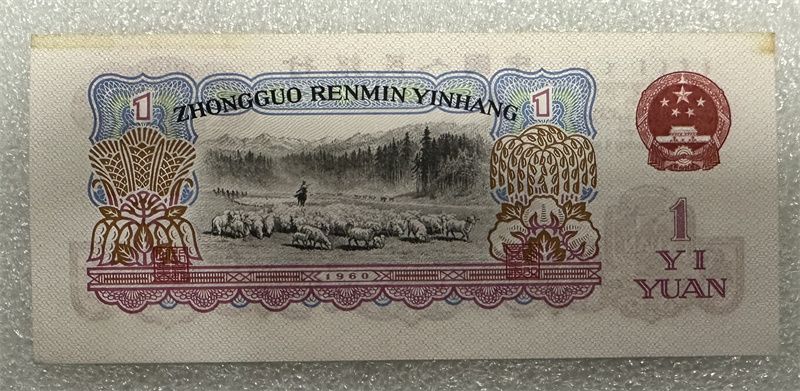 1
ZHONGGUO RENMIN YINHANG
1
1960
1
YI
YUAN